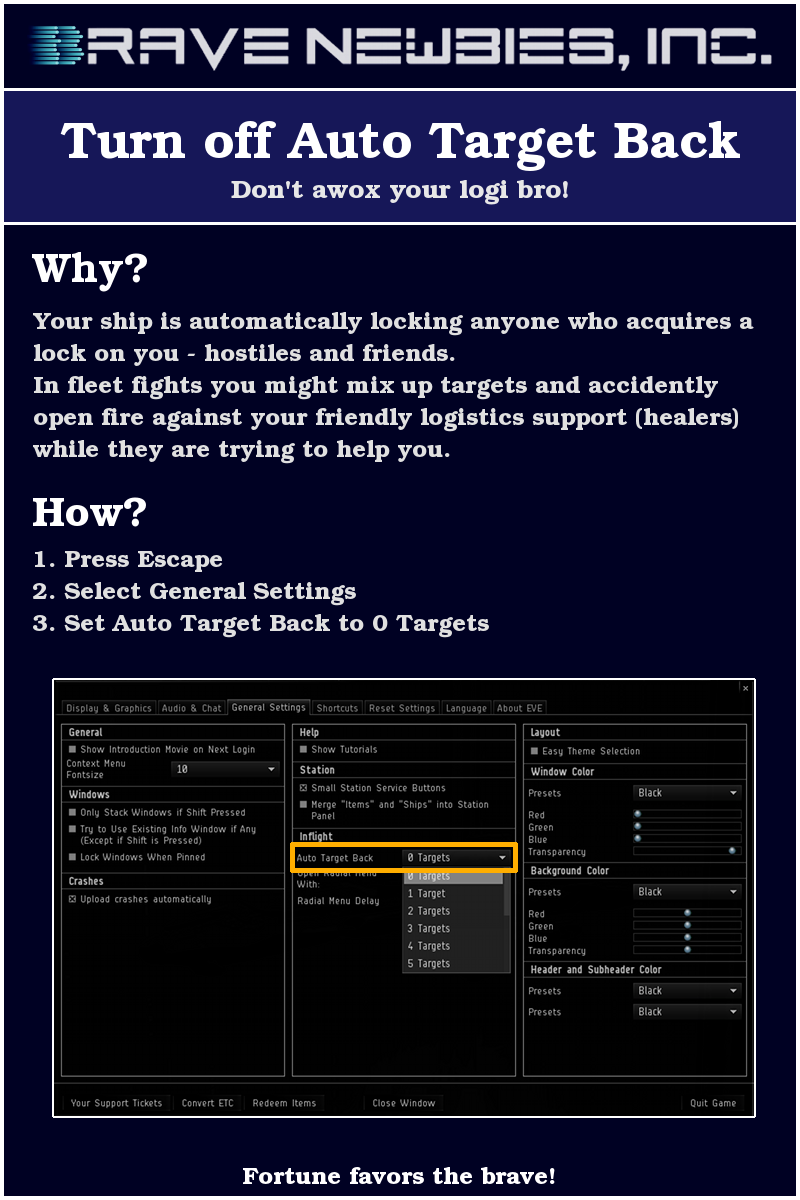 BRAVE NEWBIES, INC.
Turn off Auto Target Back
Don't awox your logi bro!
Why?
Your ship is automatically locking anyone who acquires a
lock on you - hostiles and friends.
In fleet fights you might mix up targets and accidently
open fire against your friendly logistics support (healers)
while they are trying to help you.
How?
1. Press Escape
2. Select General Settings
3. Set Auto Target Back to 0 Targets
Display & Graphics Audio & Chat General Settings Shortcuts Reset Settings Language About EVE
General
Show Introduction Movie on Next Login
Context Menu
Fontsize
10
Windows
Only Stack Windows if Shift Pressed
Try to Use Existing Info Window if Any
(Except if Shift is Pressed)
Lock Windows When Pinned
Crashes
Upload crashes automatically
Help
Show Tutorials
Station
Small Station Service Buttons
Merge "Items" and "Ships" into Station
Panel
Inflight
Auto Target Back 0 Targets
0 Targets
Open Radial Menu
With:
1 Target
Radial Menu Delay
2 Targets
3 Targets
4 Targets
5 Targets
Layout
Easy Theme Selection
Window Color
Presets Black
Red
Green
Blue
Transparency
Background Color
Presets Black
Red
Green
Blue
Transparency
Header and Subheader Color
Presets Black
Presets Black
Your Support Tickets Convert ETC Redeem Items Close Window Quit Game
Fortune favors the brave!